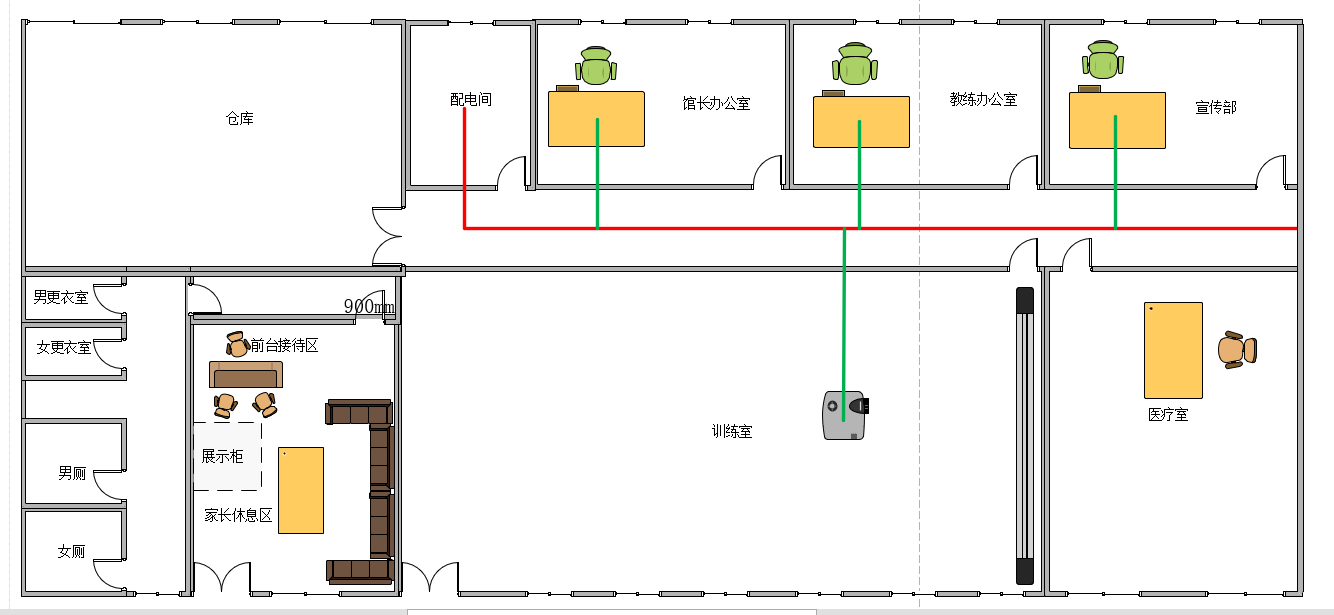 仓库
配电间
馆长办公室
教练办公室
宣传部
男更衣室
900mm
女更衣室
前台接待区
训练室
医疗室
展示柜
男厕
家长休息区
女厕